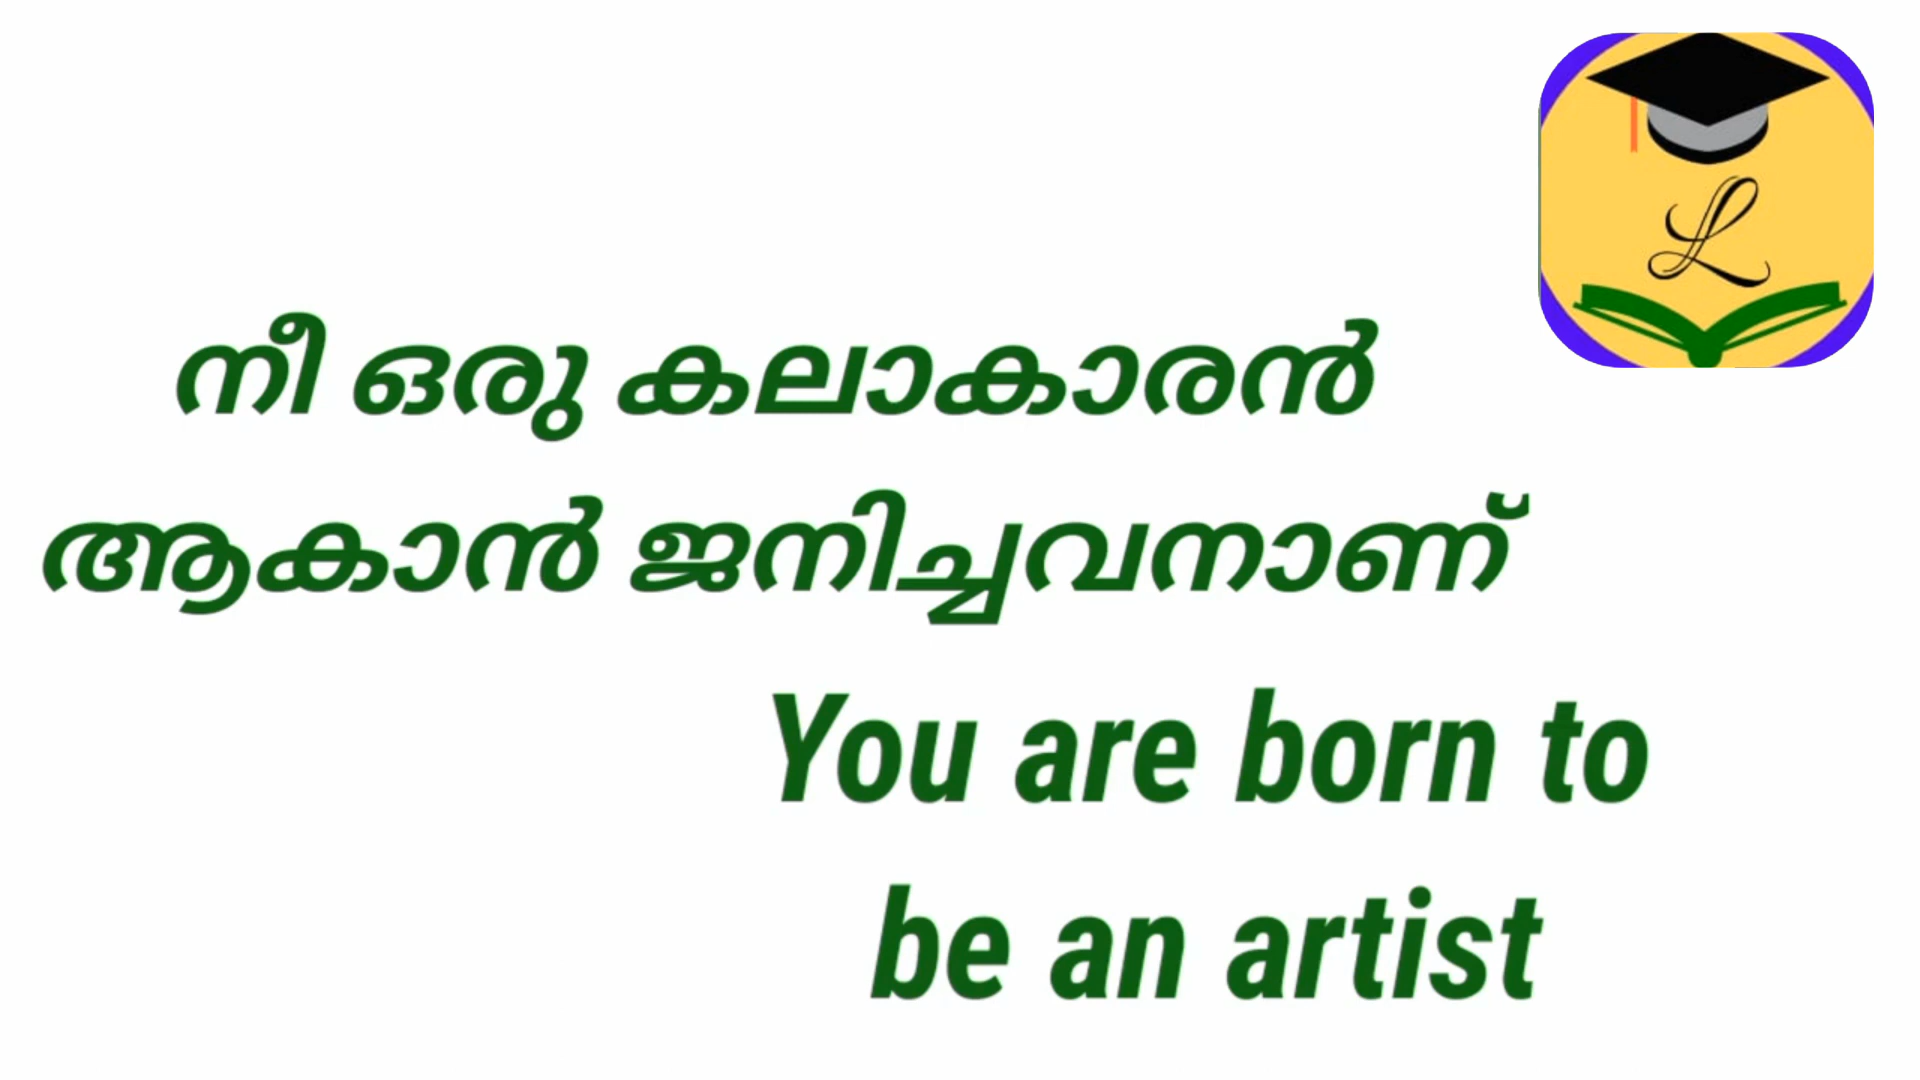 L
നീ ഒരു കലാകാരൻ
ആകാൻ ജനിച്ചവനാണ്
You are born to
be an artist